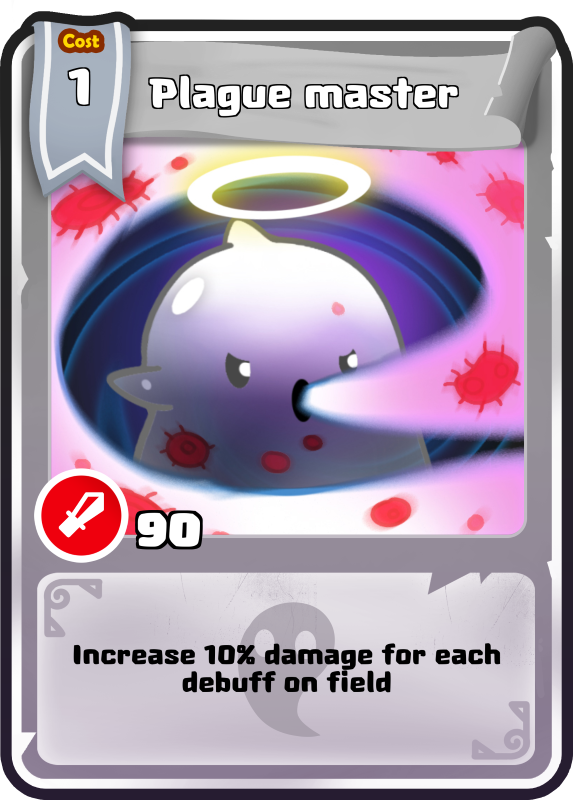 Cost
1
Plague master
90
Increase 10% damage for each
debuff on field